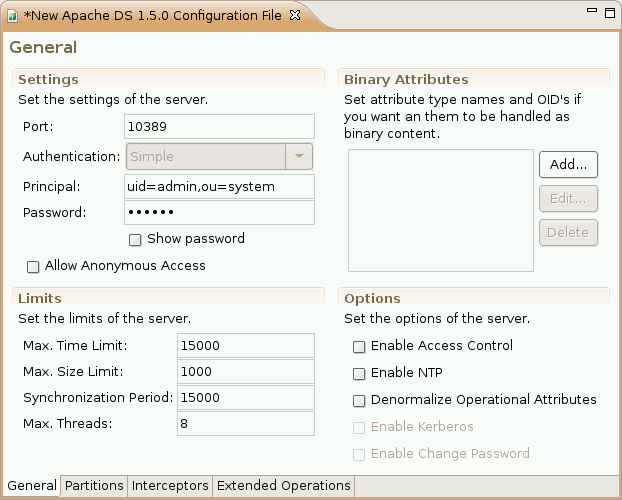 *New Apache DS 1.5.0 Configuration File
General
Settings
Set the settings of the server.
Port: 10389
Authentication: Simple
Principal: uid=admin,ou=system
Password: ••••••
Show password
Allow Anonymous Access
Binary Attributes
Set attribute type names and OID's if
you want an them to be handled as
binary content.
Add...
Edit...
Delete
Limits
Set the limits of the server.
Max. Time Limit: 15000
Max. Size Limit: 1000
Synchronization Period: 15000
Max. Threads: 8
Options
Set the options of the server.
Enable Access Control
Enable NTP
Denormalize Operational Attributes
Enable Kerberos
Enable Change Password
General Partitions Interceptors Extended Operations